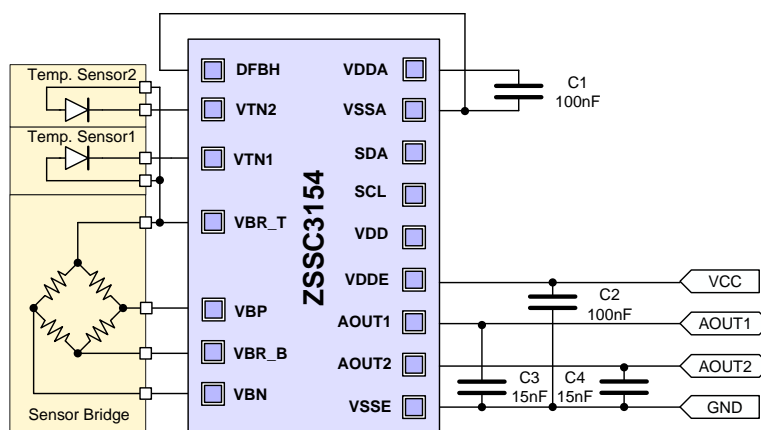 Temp. Sensor2
Temp. Sensor1
Sensor Bridge
DFBH
VTN2
VTN1
VBR_T
VBP
VBR_B
VBN
ZSSC3154
VDDA
VSSA
SDA
SCL
VDD
VDDE
AOUT1
AOUT2
VSSE
C1
100nF
C2
100nF
C3
15nF
C4
15nF
VCC
AOUT1
AOUT2
GND